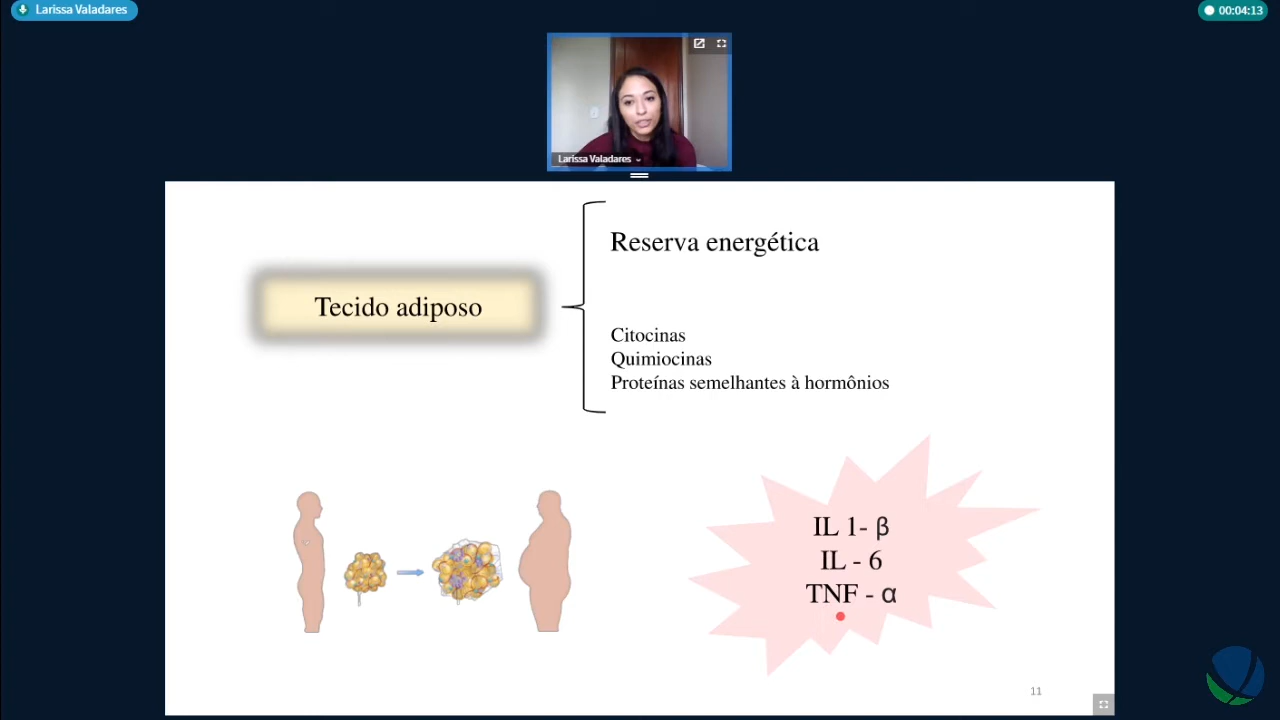 Larissa Valadares
00:04:13
Larissa Valadares
Reserva energética
Tecido adiposo
Citocinas
Quimiocinas
Proteínas semelhantes à hormônios
IL 1- β
IL - 6
TNF - α
11